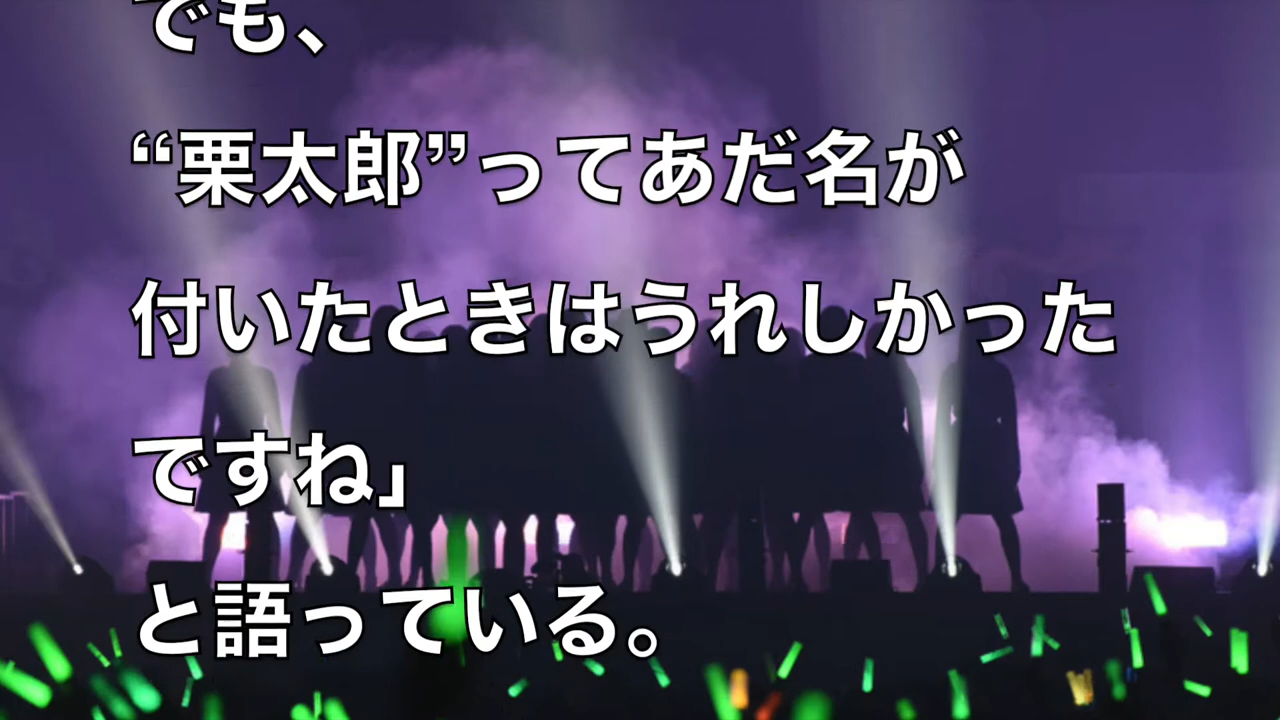 でも、
“栗太郎”ってあだ名が
付いたときはうれしかった
ですね」
と語っている。